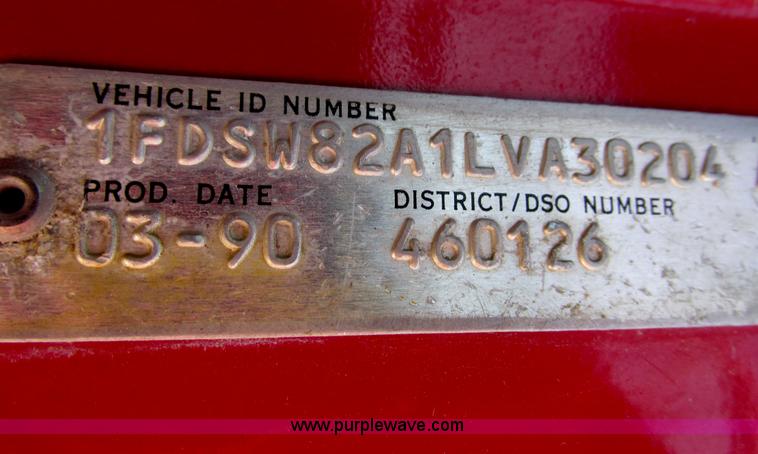 VEHICLE ID NUMBER
1FDSW82A1LVA30204
PROD. DATE
DISTRICT/DSO NUMBER
03-90
460126
www.purplewave.com